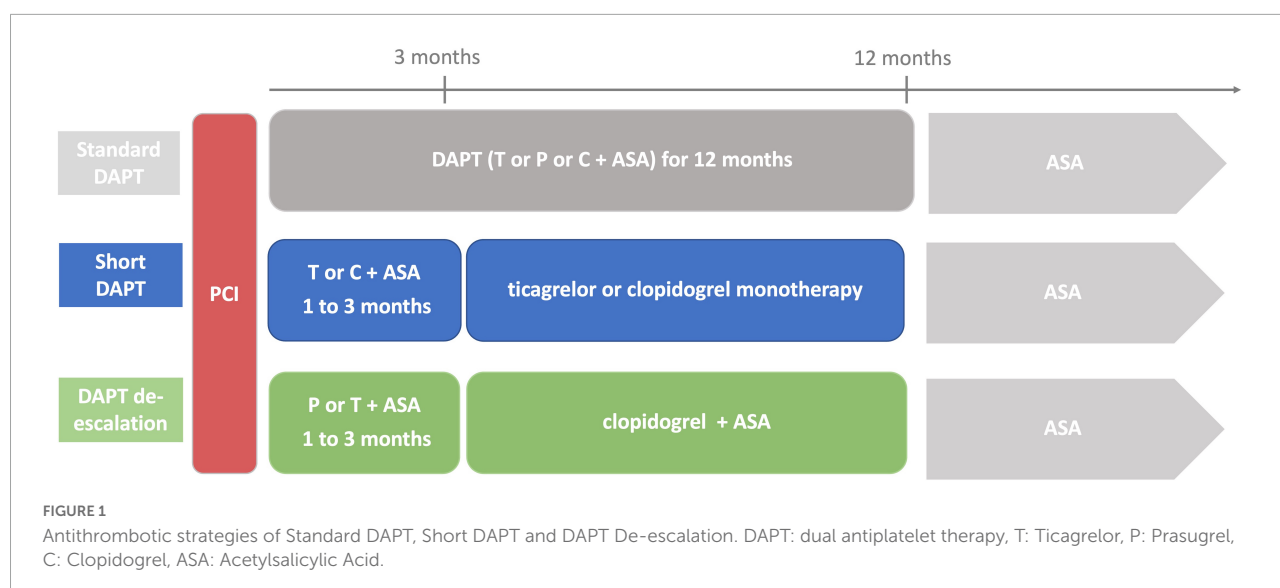 3 months
12 months
Standard
DAPT
DAPT (T or P or C + ASA) for 12 months
ASA
Short
DAPT
PCI
T or C + ASA
1 to 3 months
ticagrelor or clopidogrel monotherapy
ASA
DAPT de-
escalation
P or T + ASA
1 to 3 months
clopidogrel + ASA
ASA
FIGURE 1
Antithrombotic strategies of Standard DAPT, Short DAPT and DAPT De-escalation. DAPT: dual antiplatelet therapy, T: Ticagrelor, P: Prasugrel,
C: Clopidogrel, ASA: Acetylsalicylic Acid.